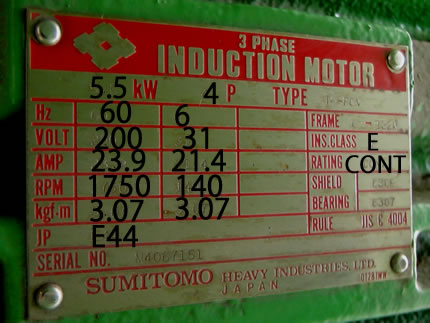 3 PHASE
INDUCTION MOTOR
5.5 kW 4 P TYPE
Hz 60 6 FRAME
VOLT 200 31 INS.CLASS E
AMP 23.9 21.4 RATING CONT
RPM 1750 140 SHIELD
kgf·m 3.07 3.07 BEARING 6307
JP E44 RULE JIS C 4004
SERIAL NO.
SUMITOMO HEAVY INDUSTRIES, LTD.
JAPAN